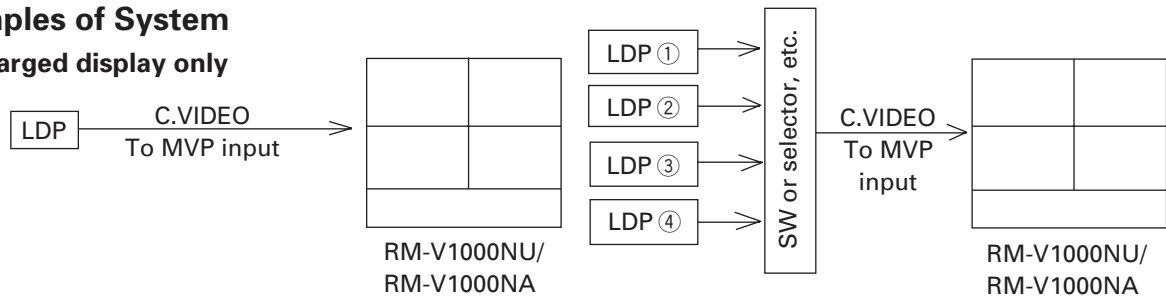 ples of System
arged display only
LDP
C.VIDEO
To MVP input
RM-V1000NU/
RM-V1000NA
LDP ①
LDP ②
LDP ③
LDP ④
SW or selector, etc.
C.VIDEO
To MVP
input
RM-V1000NU/
RM-V1000NA